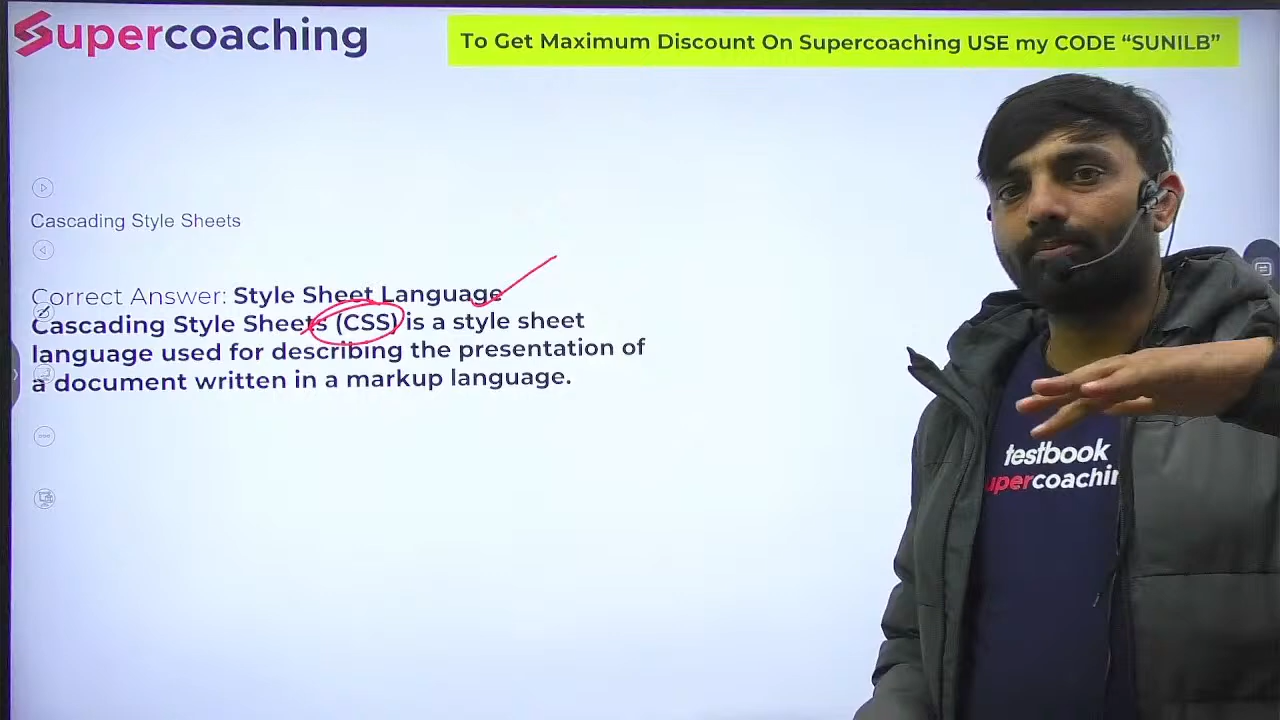 Supercoaching
To Get Maximum Discount On Supercoaching USE my CODE “SUNILB”
Cascading Style Sheets
Correct Answer: Style Sheet Language
Cascading Style Sheets (CSS) is a style sheet
language used for describing the presentation of
a document written in a markup language.
testbook
upercoachin